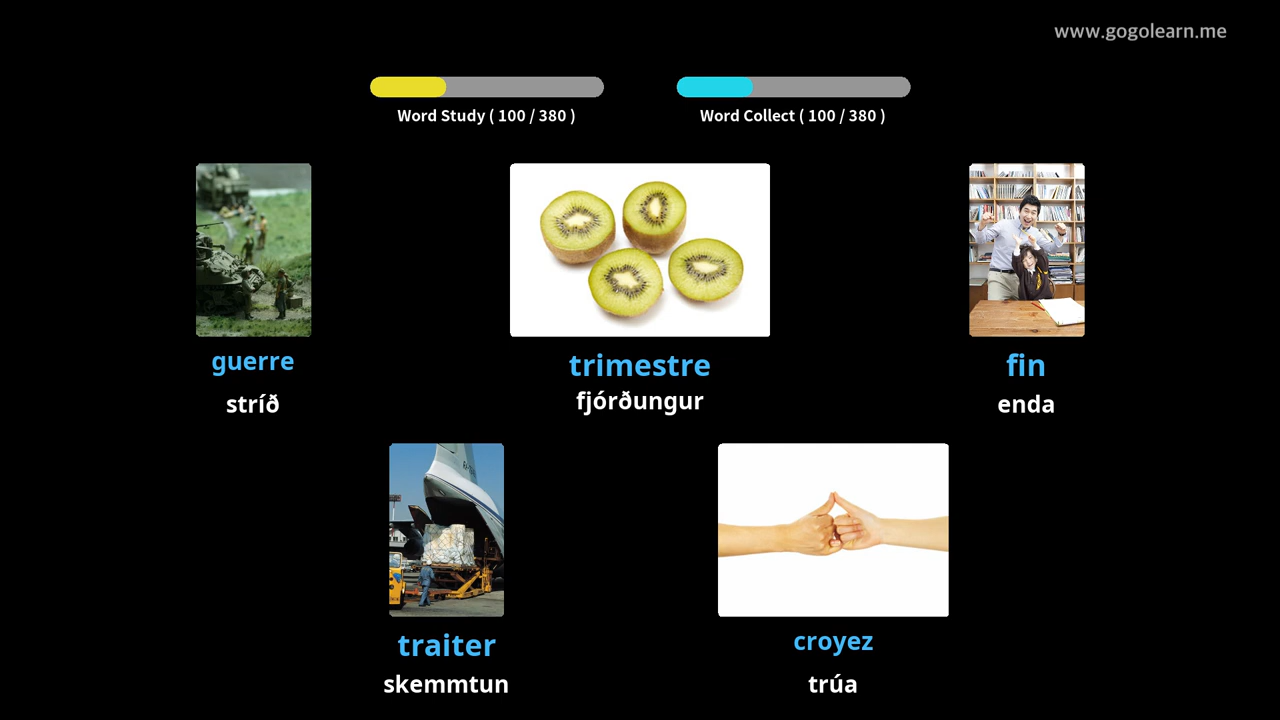 www.gogolearn.me
Word Study ( 100 / 380 )
Word Collect ( 100 / 380 )
guerre
stríð
trimestre
fjórðungur
fin
enda
traiter
skemmtun
croyez
trúa